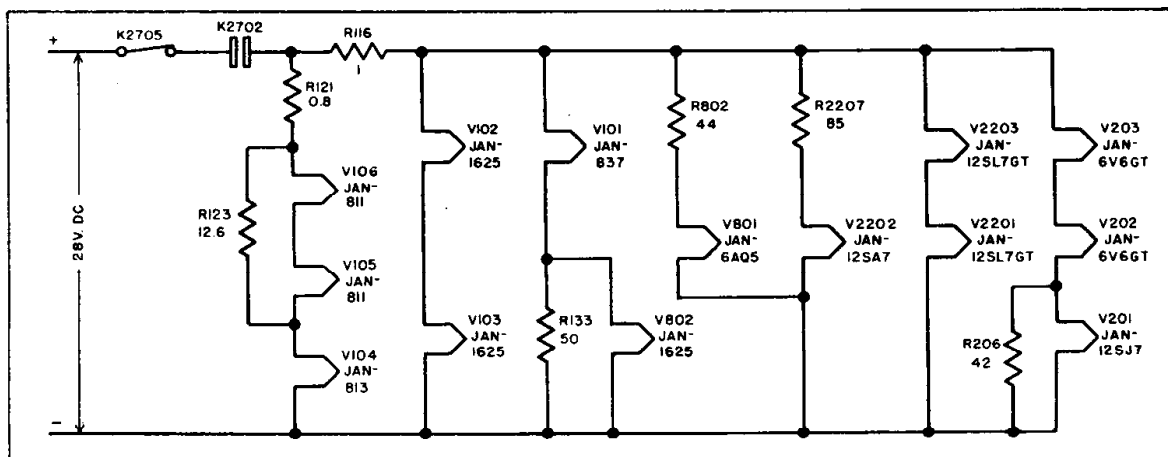 K2705
K2702
R116
1
+
R121
0.8
V102
JAN-
1625
V101
JAN-
837
R802
44
R2207
85
V2203
JAN-
12SL7GT
V203
JAN-
6V6GT
V106
JAN-
811
R123
12.6
28V. DC
V105
JAN-
811
V801
JAN-
6AQ5
V2202
JAN-
12SA7
V2201
JAN-
12SL7GT
V202
JAN-
6V6GT
V103
JAN-
1625
R133
50
V802
JAN-
1625
V104
JAN-
813
R206
42
V201
JAN-
12SJ7
-